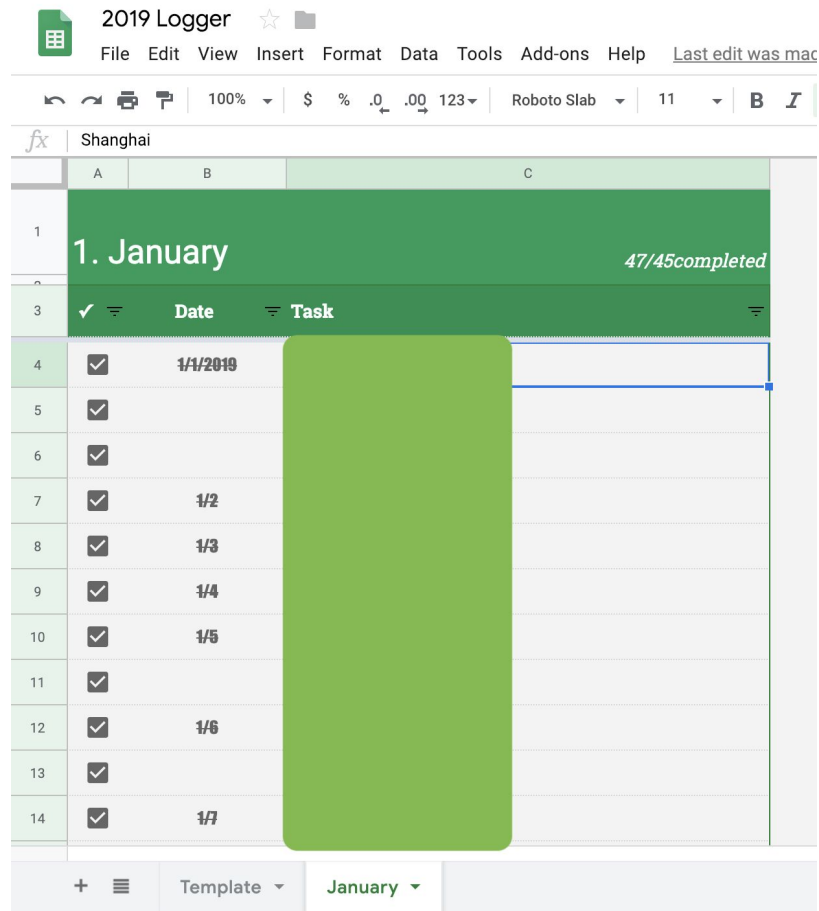 2019 Logger
File Edit View Insert Format Data Tools Add-ons Help Last edit was mad
100% $ % .0 .00 123 Roboto Slab 11 B I
fx Shanghai
A B C
1 1. January 47/45completed
3 ✓ Date Task
4 1/1/2019
5
6
7 1/2
8 1/3
9 1/4
10 1/5
11
12 1/6
13
14 1/7
+ Template January